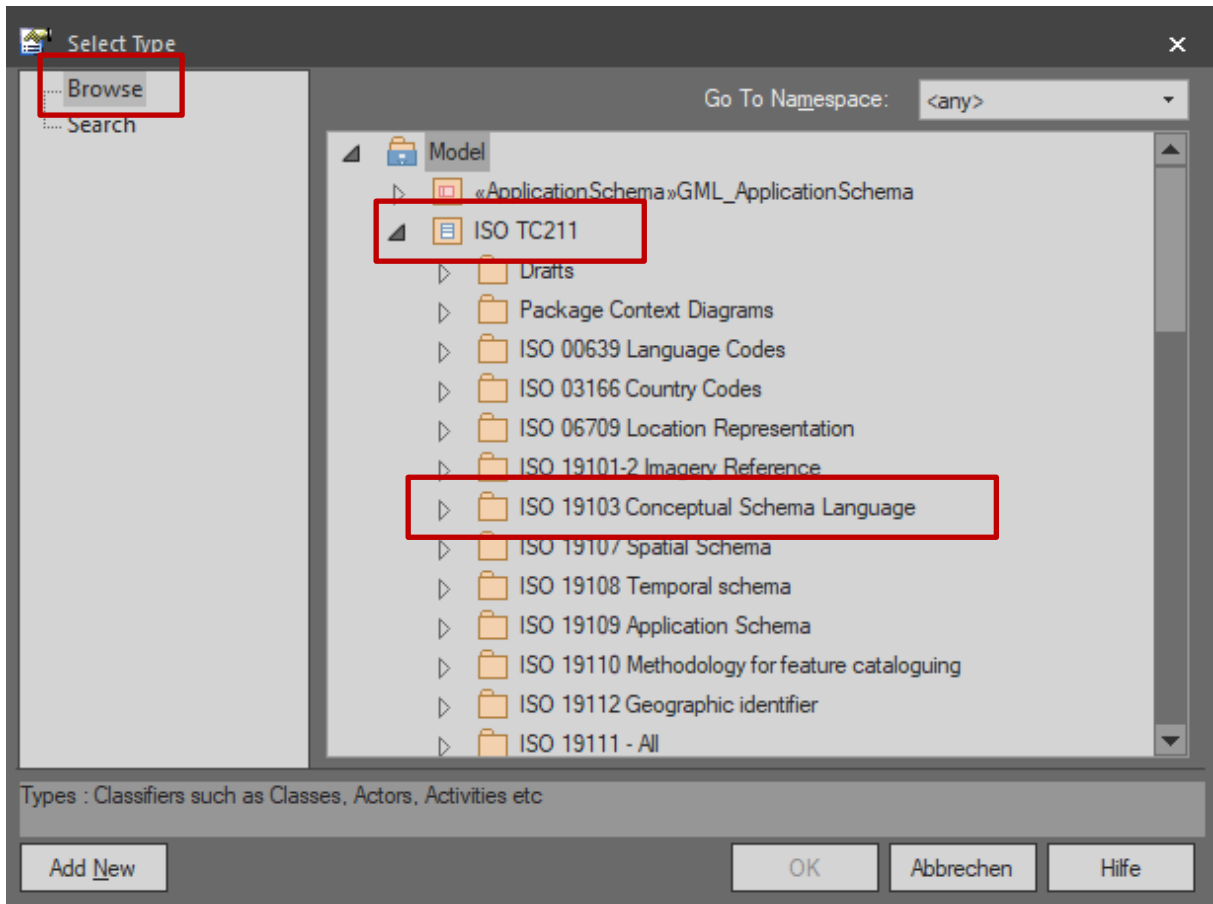 Select Type
Browse
Search
Go To Namespace: <any>
Model
«ApplicationSchema»GML_ApplicationSchema
ISO TC211
Drafts
Package Context Diagrams
ISO 00639 Language Codes
ISO 03166 Country Codes
ISO 06709 Location Representation
ISO 19101-2 Imagery Reference
ISO 19103 Conceptual Schema Language
ISO 19107 Spatial Schema
ISO 19108 Temporal schema
ISO 19109 Application Schema
ISO 19110 Methodology for feature cataloguing
ISO 19112 Geographic identifier
ISO 19111 - All
Types : Classifiers such as Classes, Actors, Activities etc
Add New OK Abbrechen Hilfe